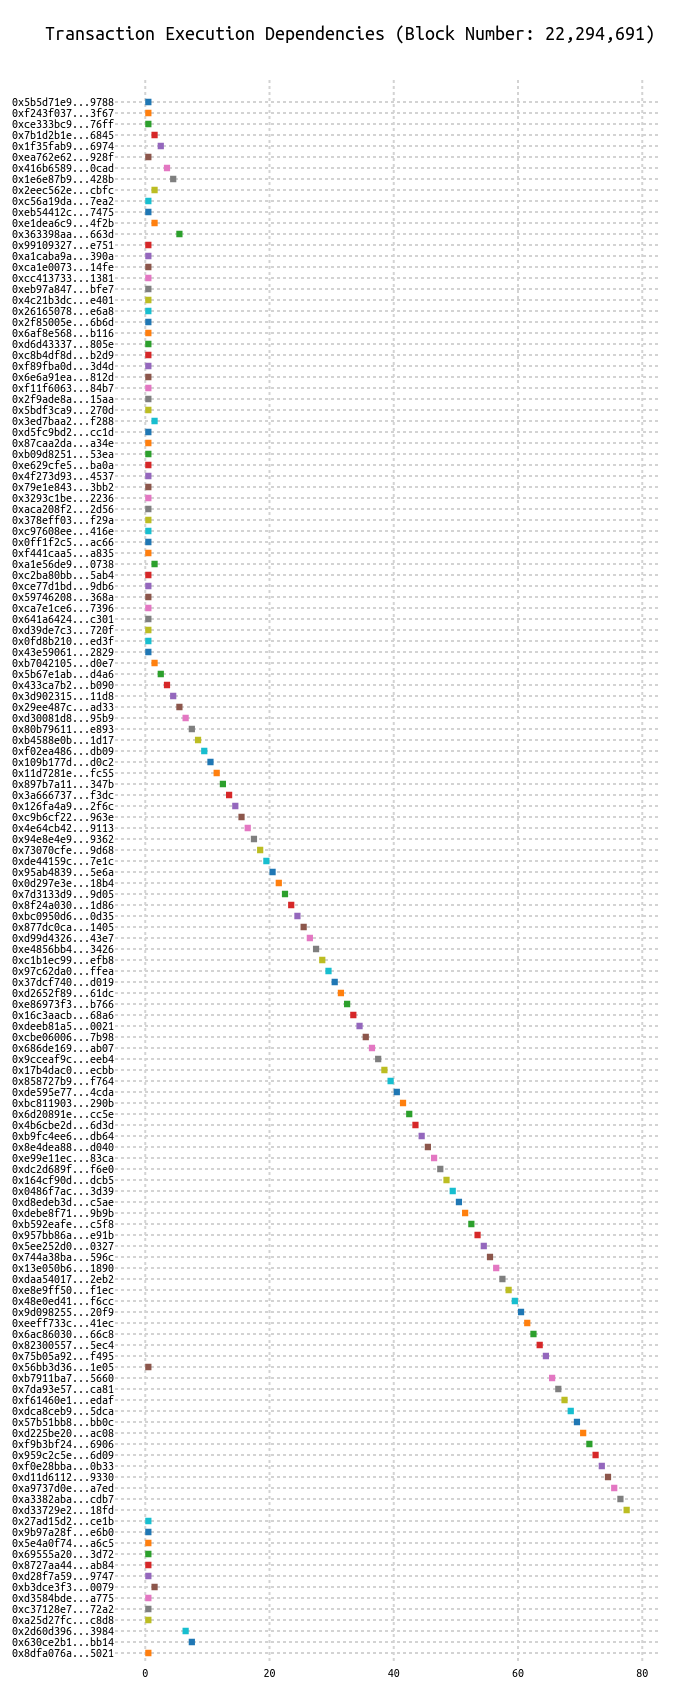 Transaction Execution Dependencies (Block Number: 22,294,691)
0x5b5d71e9...9788
0xf243f037...3f67
0xce333bc9...76ff
0x7b1d2b1e...6845
0x1f35fab9...6974
0xea762e62...928f
0x416b6589...0cad
0x1e6e87b9...428b
0x2eec562e...cbfc
0xc56a19da...7ea2
0xeb54412c...7475
0xe1dea6c9...4f2b
0x363398aa...663d
0x99109327...e751
0xa1caba9a...390a
0xca1e0073...14fe
0xcc413733...1381
0xeb97a847...bfe7
0x4c21b3dc...e401
0x26165078...e6a8
0x2f85005e...6b6d
0x6af8e568...b116
0xd6d43337...805e
0xc8b4df8d...b2d9
0xf89fba0d...3d4d
0x6e6a91ea...812d
0xf11f6063...84b7
0x2f9ade8a...15aa
0x5bdf3ca9...270d
0x3ed7baa2...f288
0xd5fc9bd2...cc1d
0x87caa2da...a34e
0xb09d8251...53ea
0xe629cfe5...ba0a
0x4f273d93...4537
0x79e1e843...3bb2
0x3293c1be...2236
0xaca208f2...2d56
0x378eff03...f29a
0xc97608ee...416e
0x0ff1f2c5...ac66
0xf441caa5...a835
0xa1e56de9...0738
0xc2ba80bb...5ab4
0xce77d1bd...9db6
0x59746208...368a
0xca7e1ce6...7396
0x641a6424...c301
0xd39de7c3...720f
0x0fd8b210...ed3f
0x43e59061...2829
0xb7042105...d0e7
0x5b67e1ab...d4a6
0x433ca7b2...b090
0x3d902315...11d8
0x29ee487c...ad33
0xd30081d8...95b9
0x80b79611...e893
0xb4588e0b...1d17
0xf02ea486...db09
0x109b177d...d0c2
0x11d7281e...fc55
0x897b7a11...347b
0x3a666737...f3dc
0x126fa4a9...2f6c
0xc9b6cf22...963e
0x4e64cb42...9113
0x94e8e4e9...9362
0x73070cfe...9d68
0xde44159c...7e1c
0x95ab4839...5e6a
0x0d297e3e...18b4
0x7d3133d9...9d05
0x8f24a030...1d86
0xbc0950d6...0d35
0x877dc0ca...1405
0xd99d4326...43e7
0xe4856bb4...3426
0xc1b1ec99...efb8
0x97c62da0...ffea
0x37dcf740...d019
0xd2652f89...61dc
0xe86973f3...b766
0x16c3aacb...68a6
0xdeeb81a5...0021
0xcbe06006...7b98
0x686de169...ab07
0x9cceaf9c...eeb4
0x17b4dac0...ecbb
0x858727b9...f764
0xde595e77...4cda
0xbc811903...290b
0x6d20891e...cc5e
0x4b6cbe2d...6d3d
0xb9fc4ee6...db64
0x8e4dea88...d040
0xe99e11ec...83ca
0xdc2d689f...f6e0
0x164cf90d...dcb5
0x0486f7ac...3d39
0xd8edeb3d...c5ae
0xdebe8f71...9b9b
0xb592eafe...c5f8
0x957bb86a...e91b
0x5ee252d0...0327
0x744a38ba...596c
0x13e050b6...1890
0xdaa54017...2eb2
0xe8e9ff50...f1ec
0x48e0ed41...f6cc
0x9d098255...20f9
0xeeff733c...41ec
0x6ac86030...66c8
0x82300557...5ec4
0x75b05a92...f495
0x56bb3d36...1e05
0xb7911ba7...5660
0x7da93e57...ca81
0xf61460e1...edaf
0xdca8ceb9...5dca
0x57b51bb8...bb0c
0xd225be20...ac08
0xf9b3bf24...6906
0x959c2c5e...6d09
0xf0e28bba...0b33
0xd11d6112...9330
0xa9737d0e...a7ed
0xa3382aba...cdb7
0xd33729e2...18fd
0x27ad15d2...ce1b
0x9b97a28f...e6b0
0x5e4a0f74...a6c5
0x69555a20...3d72
0x8727aa44...ab84
0xd28f7a59...9747
0xb3dce3f3...0079
0xd3584bde...a775
0xc37128e7...72a2
0xa25d27fc...c8d8
0x2d60d396...3984
0x630ce2b1...bb14
0x8dfa076a...5021
0 20 40 60 80